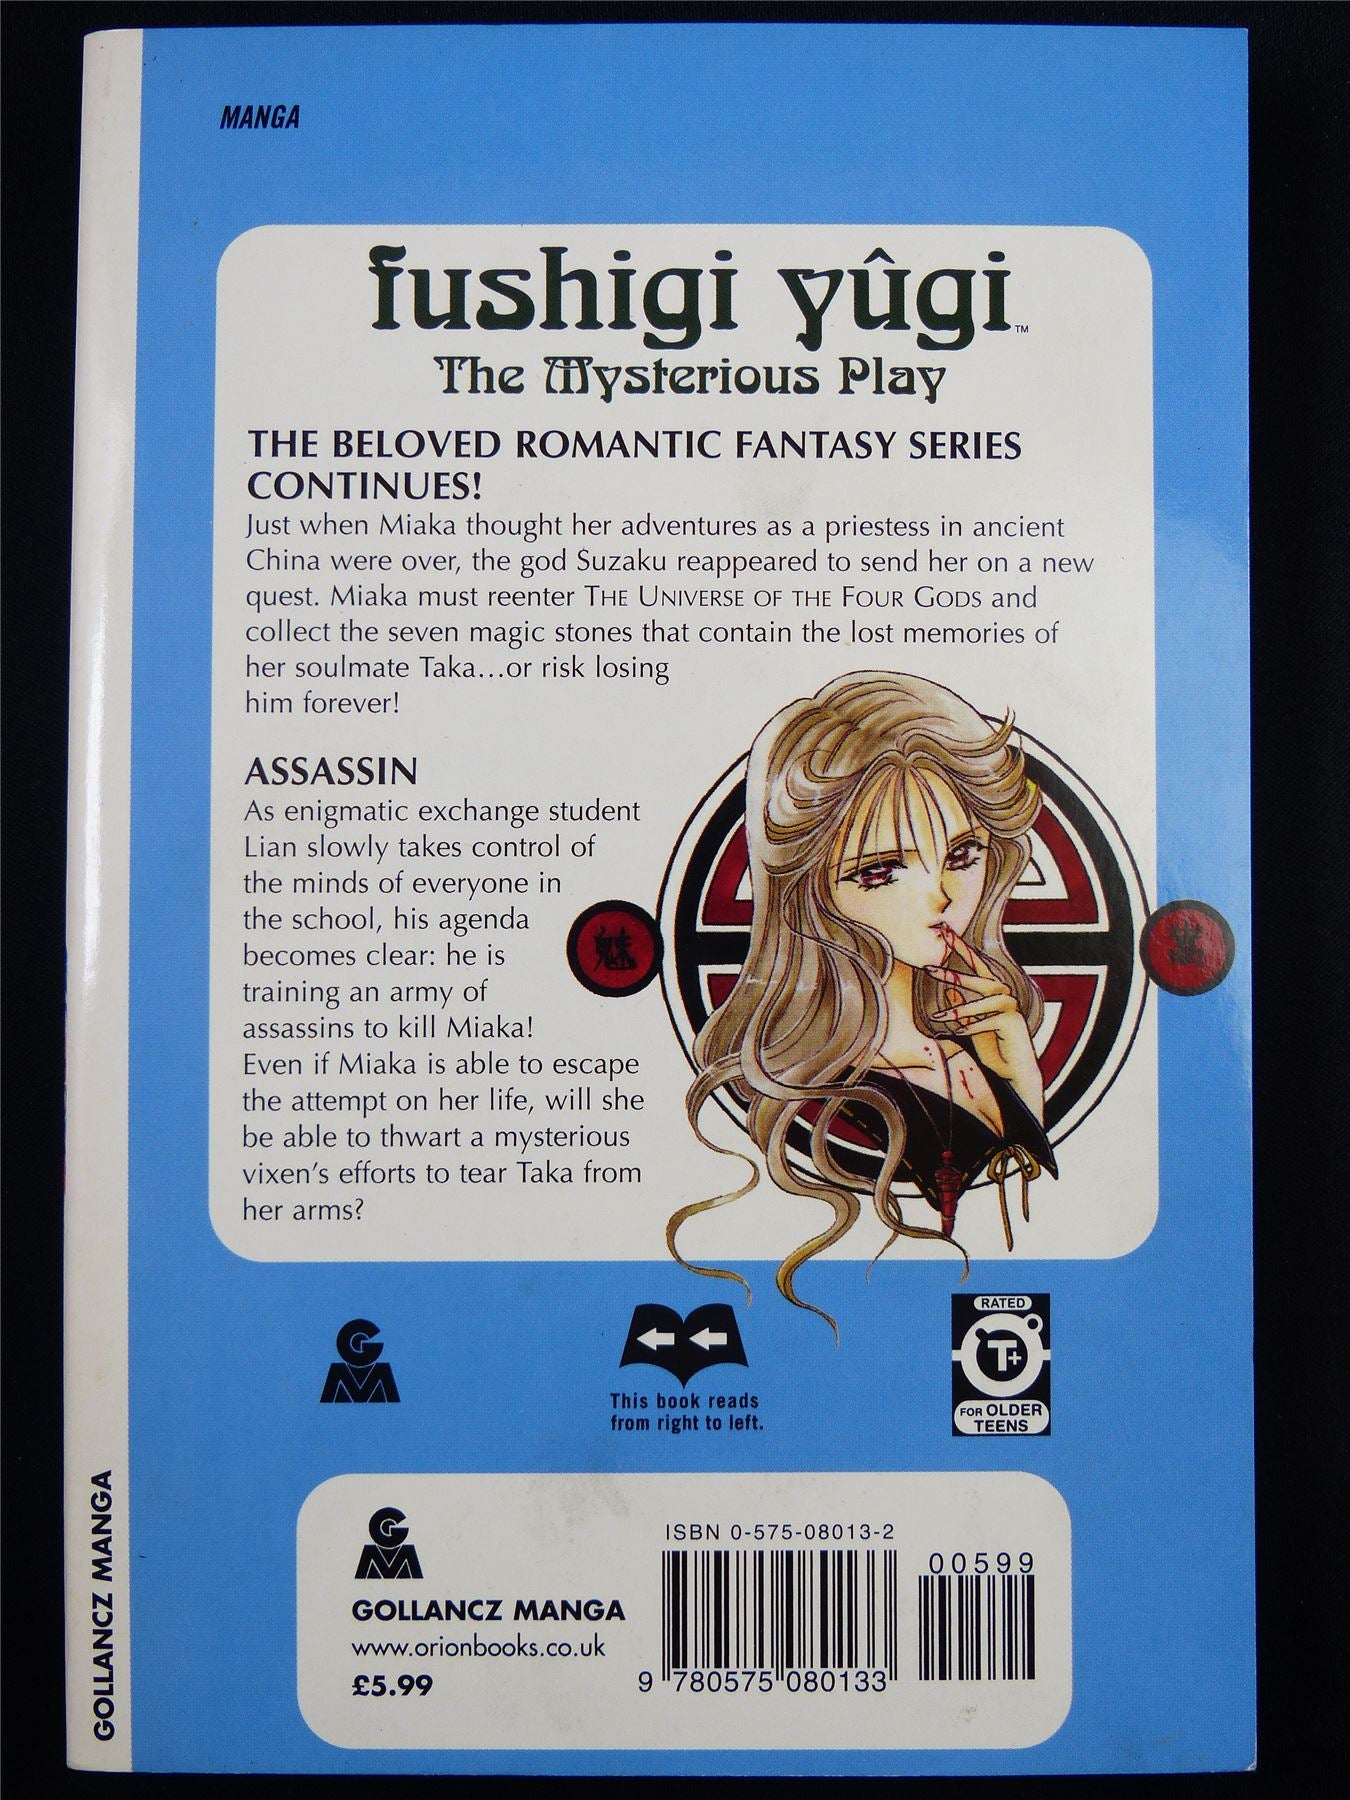 MANGA
fushigi yûgi™
The Mysterious Play
THE BELOVED ROMANTIC FANTASY SERIES
CONTINUES!
Just when Miaka thought her adventures as a priestess in ancient
China were over, the god Suzaku reappeared to send her on a new
quest. Miaka must reenter THE UNIVERSE OF THE FOUR GODS and
collect the seven magic stones that contain the lost memories of
her soulmate Taka...or risk losing
him forever!
ASSASSIN
As enigmatic exchange student
Lian slowly takes control of
the minds of everyone in
the school, his agenda
becomes clear: he is
training an army of
assassins to kill Miaka!
Even if Miaka is able to escape
the attempt on her life, will she
be able to thwart a mysterious
vixen's efforts to tear Taka from
her arms?
魅
GM
This book reads
from right to left.
RATED
T+
FOR OLDER
TEENS
GOLLANCZ MANGA
GM
GOLLANCZ MANGA
www.orionbooks.co.uk
£5.99
ISBN 0-575-08013-2
00599
9 780575 080133